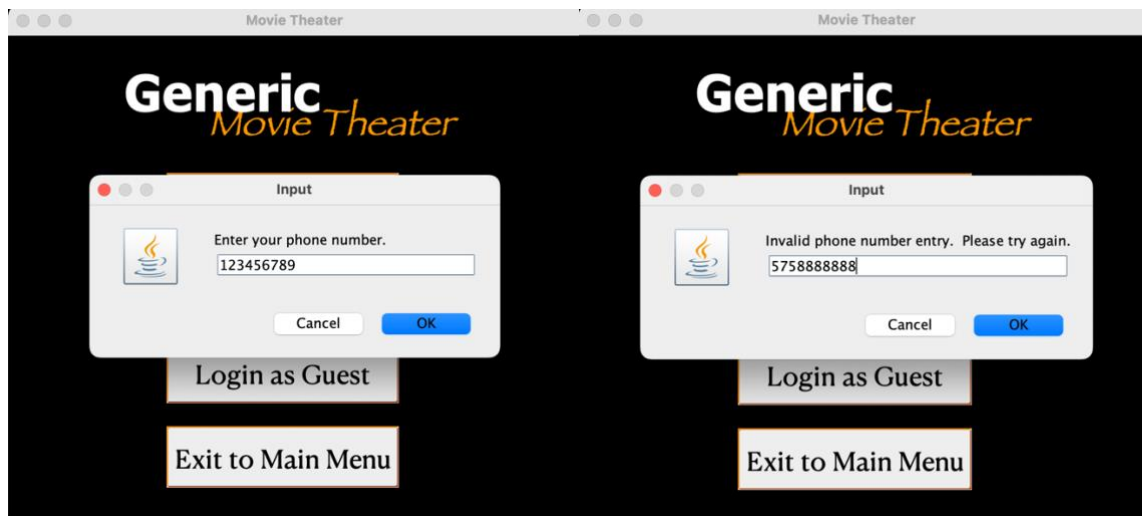 Movie Theater
Generic
Movie Theater
Input
Enter your phone number.
123456789
Cancel OK
Login as Guest
Exit to Main Menu
Movie Theater
Generic
Movie Theater
Input
Invalid phone number entry. Please try again.
5758888888
Cancel OK
Login as Guest
Exit to Main Menu